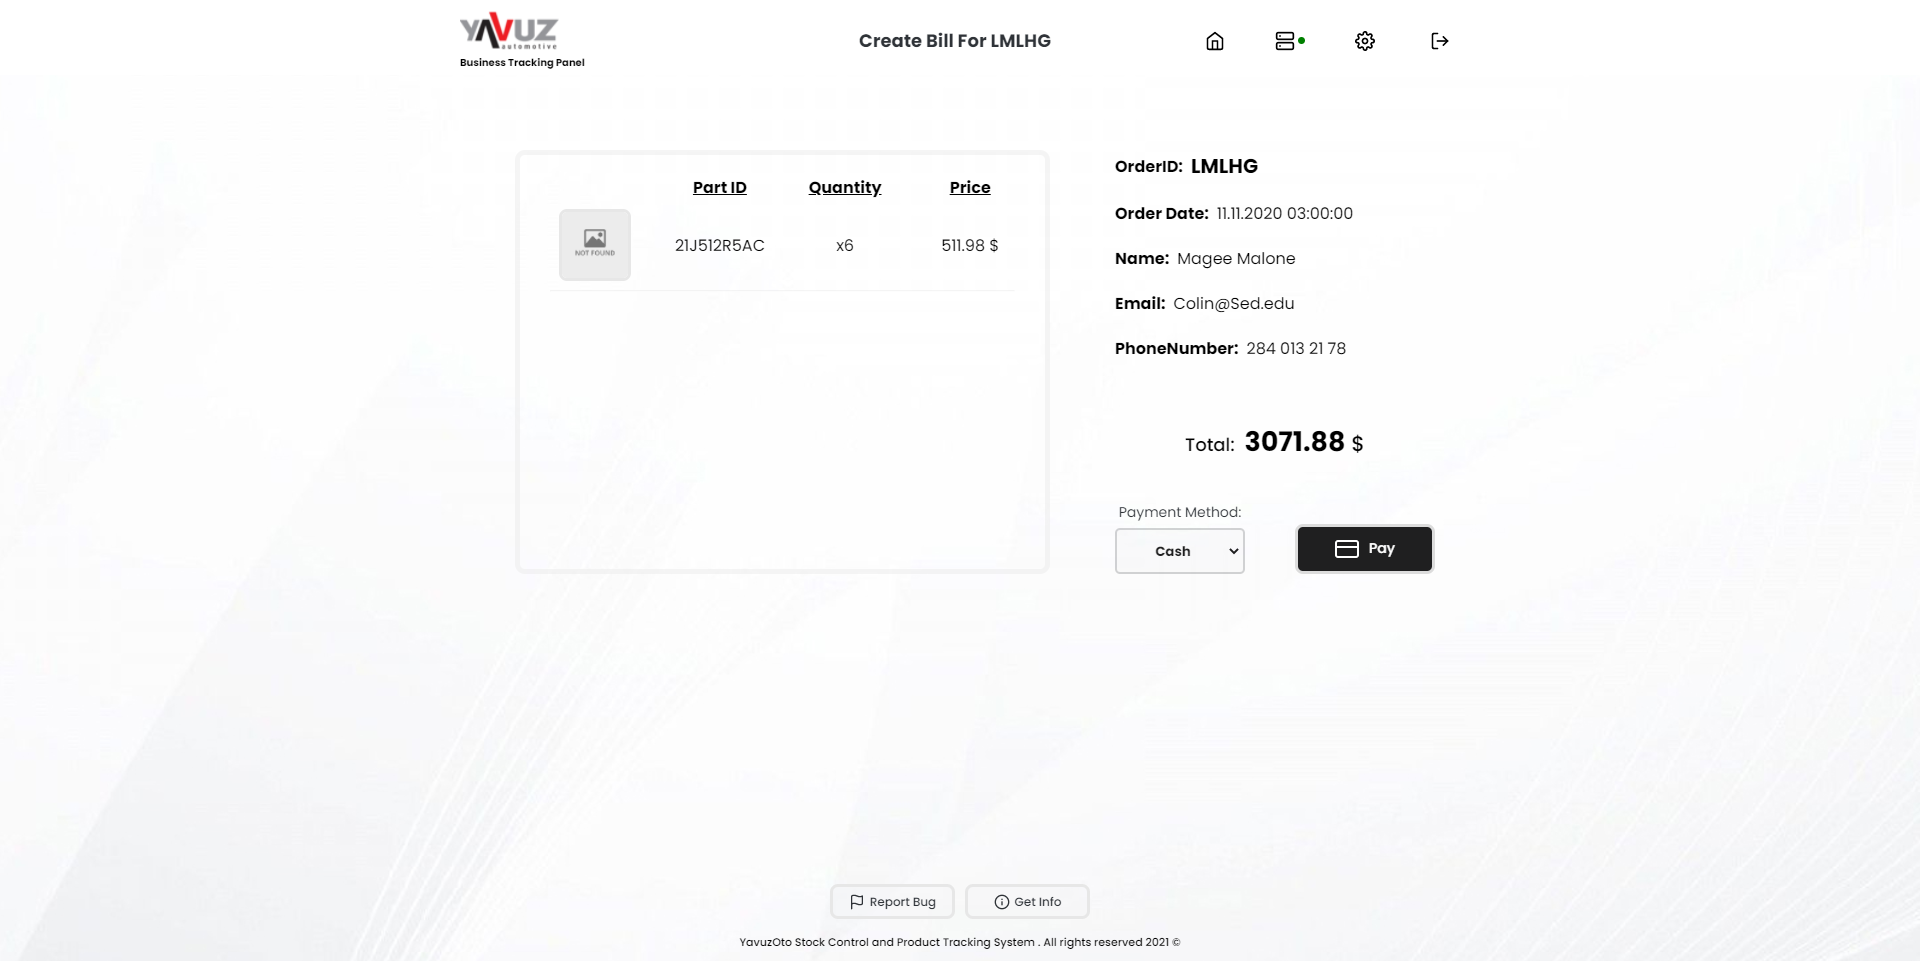 YAVUZ
automotive
Business Tracking Panel
Create Bill For LMLHG
Part ID Quantity Price
NOT FOUND
21J512R5AC x6 511.98 $
OrderID: LMLHG
Order Date: 11.11.2020 03:00:00
Name: Magee Malone
Email: Colin@Sed.edu
PhoneNumber: 284 013 21 78
Total: 3071.88 $
Payment Method:
Cash
Pay
Report Bug
Get Info
YavuzOto Stock Control and Product Tracking System . All rights reserved 2021 ©